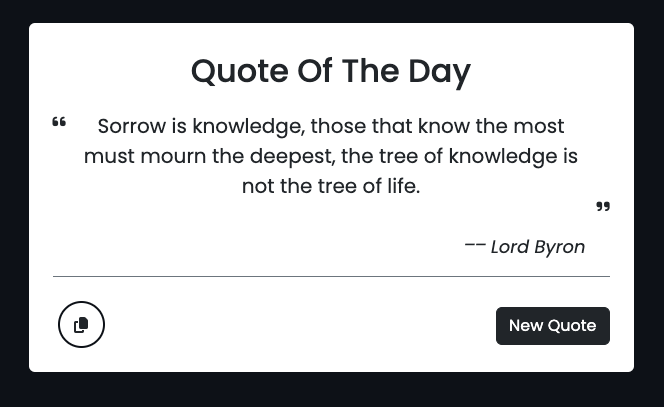 Quote Of The Day
❝ Sorrow is knowledge, those that know the most
must mourn the deepest, the tree of knowledge is
not the tree of life.
❞
—— Lord Byron
New Quote